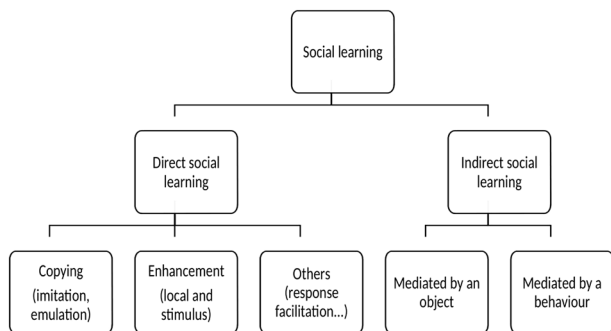 Social learning
Direct social
learning
Indirect social
learning
Copying
(imitation,
emulation)
Enhancement
(local and
stimulus)
Others
(response
facilitation...)
Mediated by an
object
Mediated by a
behaviour